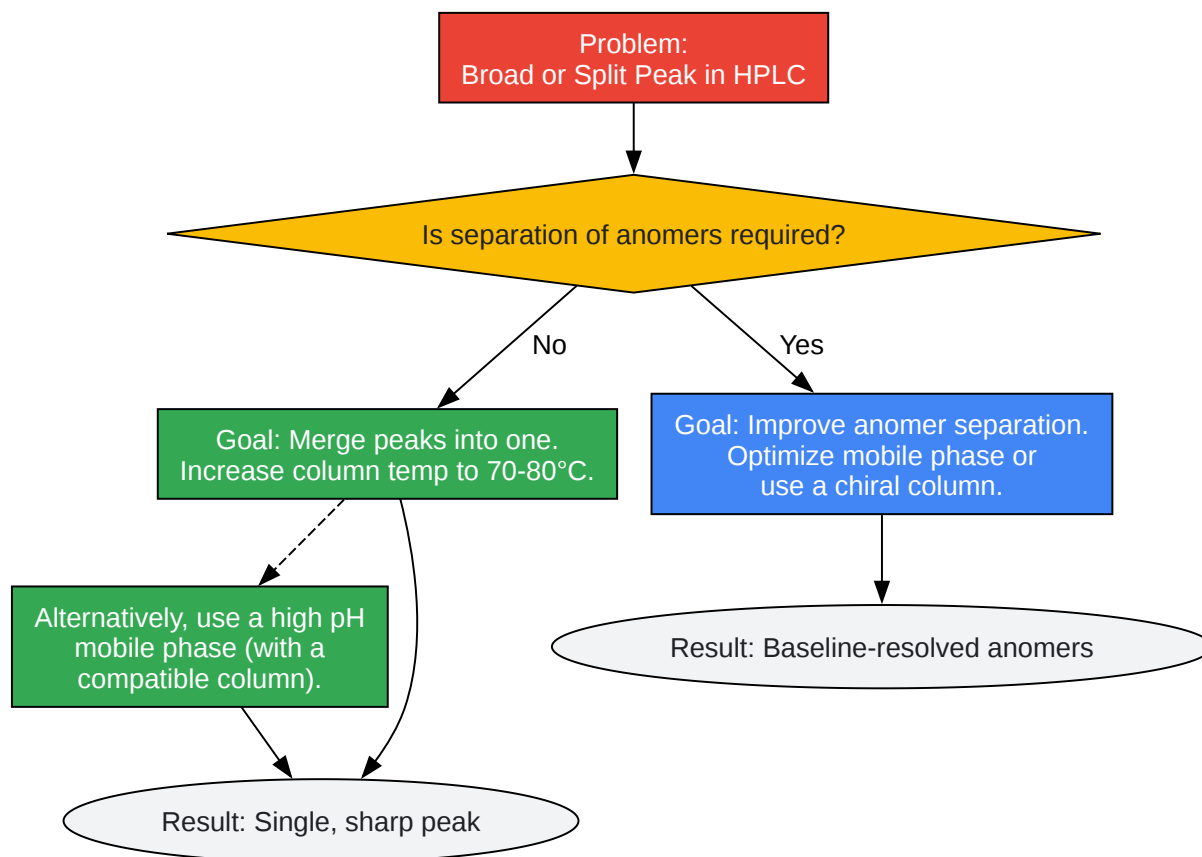 Problem:
Broad or Split Peak in HPLC
Is separation of anomers required?
No
Yes
Goal: Merge peaks into one.
Increase column temp to 70-80°C.
Goal: Improve anomer separation.
Optimize mobile phase or
use a chiral column.
Alternatively, use a high pH
mobile phase (with a
compatible column).
Result: Baseline-resolved anomers
Result: Single, sharp peak